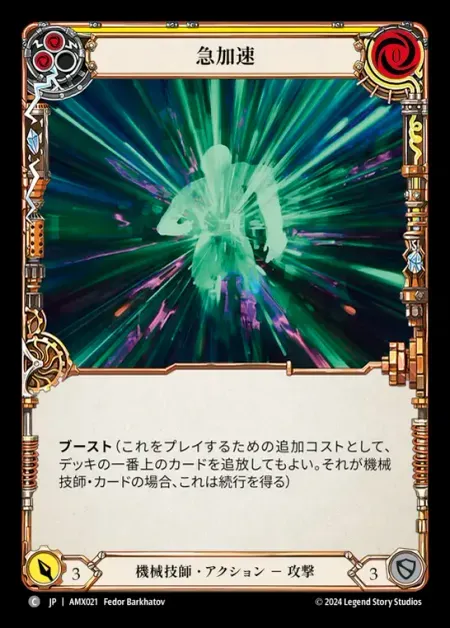 急加速
0
ブースト(これをプレイするための追加コストとして、
デッキの一番上のカードを追放してもよい。それが機械
技師・カードの場合、これは続行を得る)
3
機械技師・アクション － 攻撃
3
C JP | AMX021 Fedor Barkhatov
© 2024 Legend Story Studios